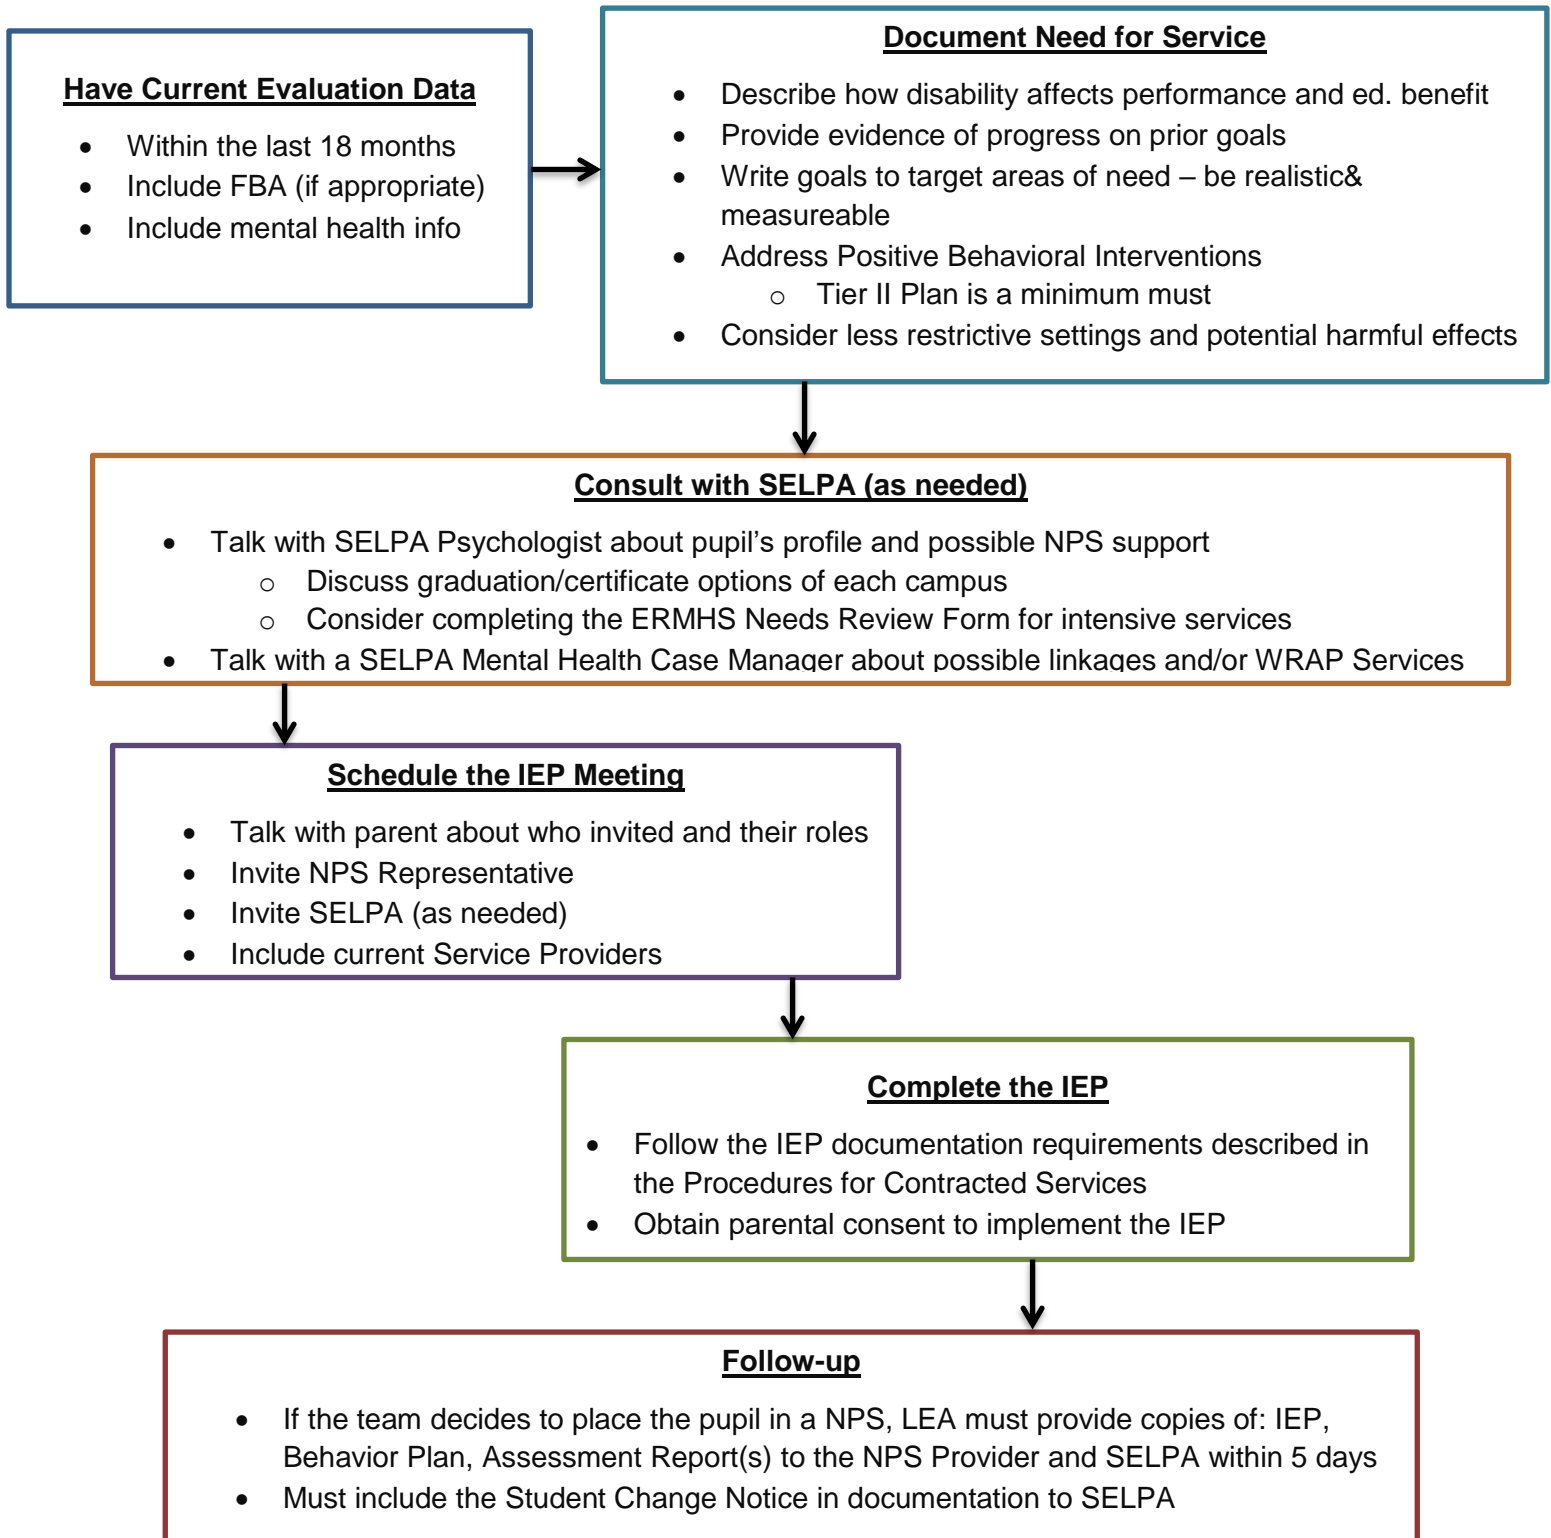 Have Current Evaluation Data
• Within the last 18 months
• Include FBA (if appropriate)
• Include mental health info
Document Need for Service
• Describe how disability affects performance and ed. benefit
• Provide evidence of progress on prior goals
• Write goals to target areas of need – be realistic&
measureable
• Address Positive Behavioral Interventions
o Tier II Plan is a minimum must
• Consider less restrictive settings and potential harmful effects
Consult with SELPA (as needed)
• Talk with SELPA Psychologist about pupil’s profile and possible NPS support
o Discuss graduation/certificate options of each campus
o Consider completing the ERMHS Needs Review Form for intensive services
• Talk with a SELPA Mental Health Case Manager about possible linkages and/or WRAP Services
Schedule the IEP Meeting
• Talk with parent about who invited and their roles
• Invite NPS Representative
• Invite SELPA (as needed)
• Include current Service Providers
Complete the IEP
• Follow the IEP documentation requirements described in
the Procedures for Contracted Services
• Obtain parental consent to implement the IEP
Follow-up
• If the team decides to place the pupil in a NPS, LEA must provide copies of: IEP,
Behavior Plan, Assessment Report(s) to the NPS Provider and SELPA within 5 days
• Must include the Student Change Notice in documentation to SELPA